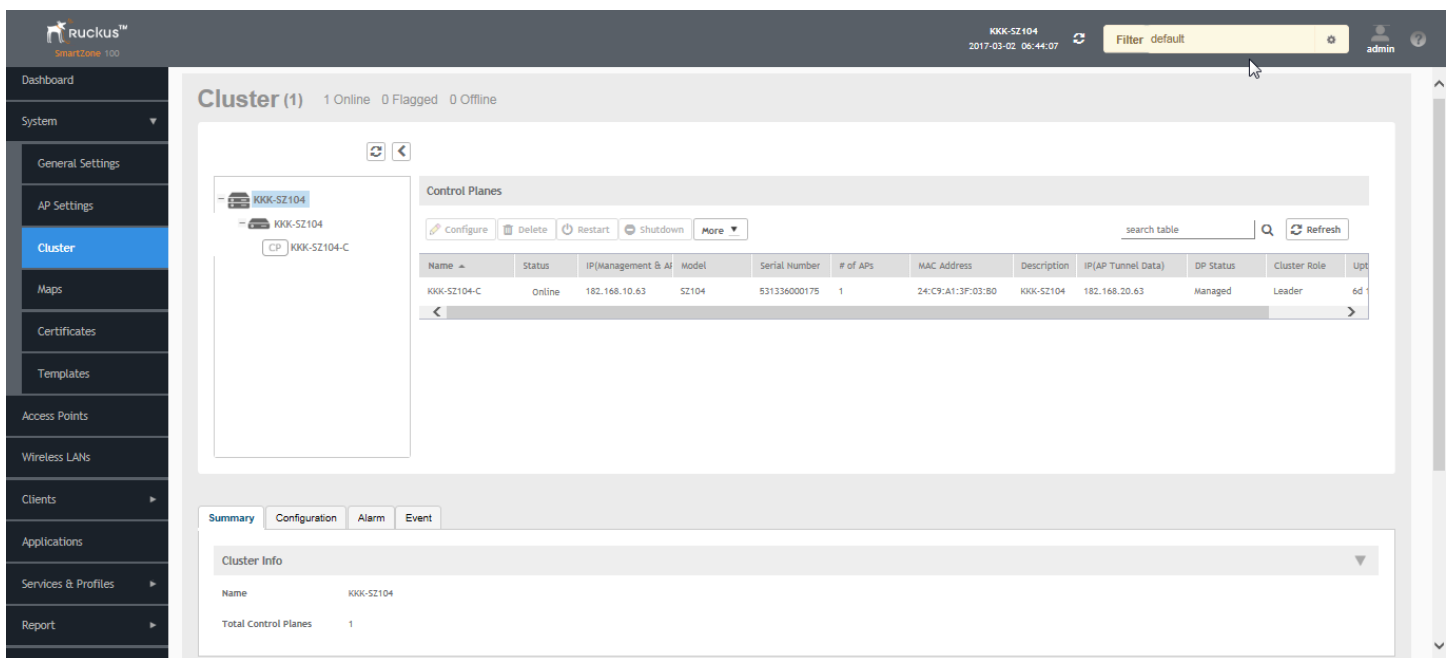 Ruckus™
SmartZone 100
KKK-SZ104
2017-03-02 06:44:07
Filter default
admin
Dashboard
System
General Settings
AP Settings
Cluster
Maps
Certificates
Templates
Access Points
Wireless LANs
Clients
Applications
Services & Profiles
Report
Cluster (1) 1 Online 0 Flagged 0 Offline
KKK-SZ104
KKK-SZ104
CP KKK-SZ104-C
Control Planes
Configure Delete Restart Shutdown More search table Refresh
Name Status IP(Management & AP Model Serial Number # of APs MAC Address Description IP(AP Tunnel Data) DP Status Cluster Role Upt
KKK-SZ104-C Online 182.168.10.63 SZ104 531336000175 1 24:C9:A1:3F:03:B0 KKK-SZ104 182.168.20.63 Managed Leader 6d
Summary Configuration Alarm Event
Cluster Info
Name KKK-SZ104
Total Control Planes 1